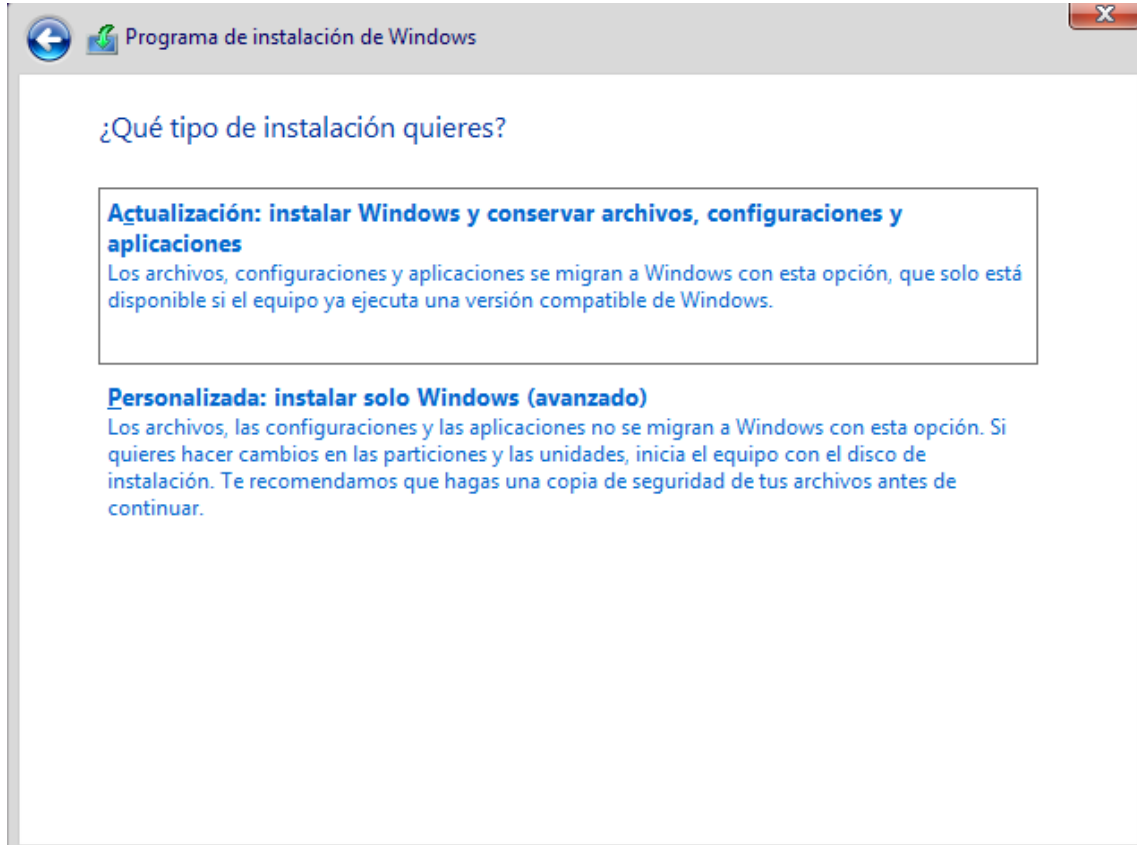 Programa de instalación de Windows
¿Qué tipo de instalación quieres?
Actualización: instalar Windows y conservar archivos, configuraciones y
aplicaciones
Los archivos, configuraciones y aplicaciones se migran a Windows con esta opción, que solo está
disponible si el equipo ya ejecuta una versión compatible de Windows.
Personalizada: instalar solo Windows (avanzado)
Los archivos, las configuraciones y las aplicaciones no se migran a Windows con esta opción. Si
quieres hacer cambios en las particiones y las unidades, inicia el equipo con el disco de
instalación. Te recomendamos que hagas una copia de seguridad de tus archivos antes de
continuar.